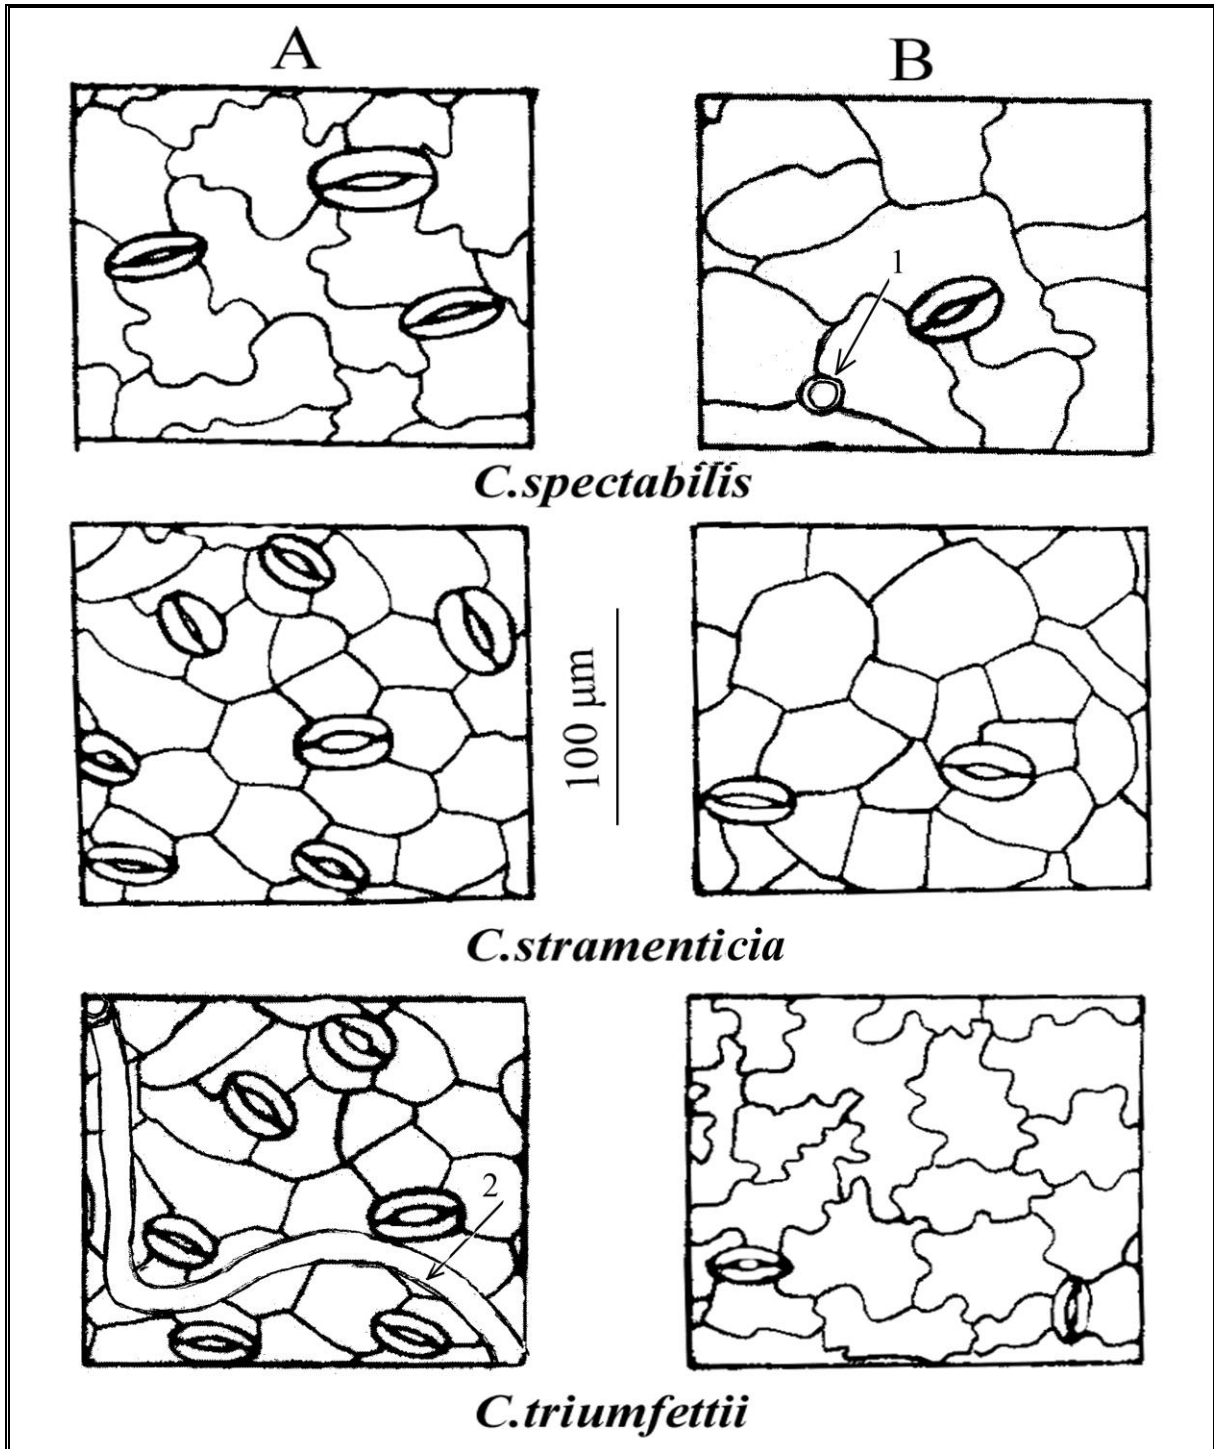 A
B
1
C.spectabilis
100 µm
C.stramenticia
2
C.triumfettii